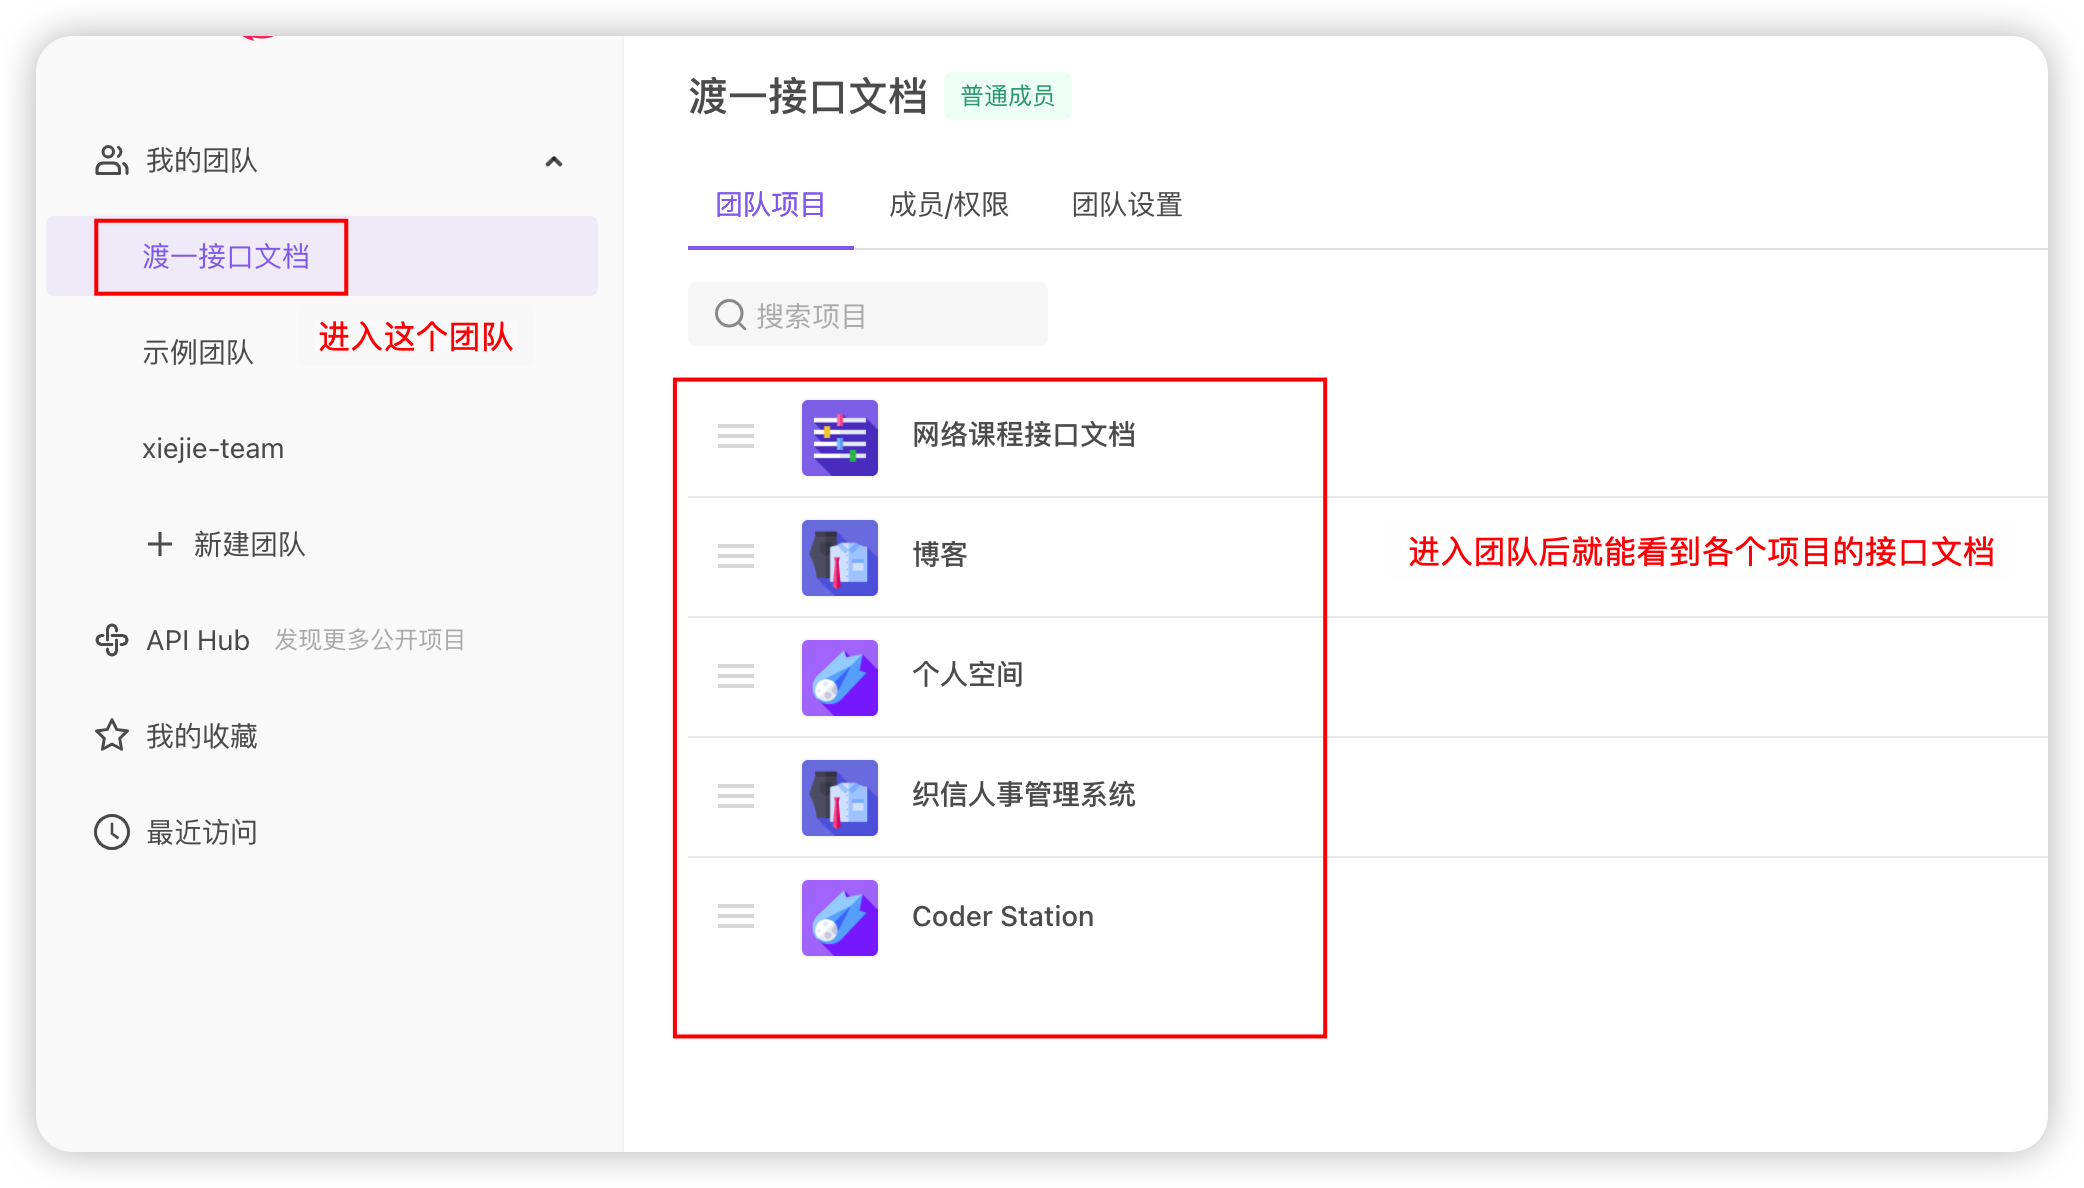 我的团队
渡一接口文档
进入这个团队
示例团队
xiejie-team
新建团队
API Hub 发现更多公开项目
我的收藏
最近访问
渡一接口文档 普通成员
团队项目 成员/权限 团队设置
搜索项目
网络课程接口文档
博客
进入团队后就能看到各个项目的接口文档
个人空间
织信人事管理系统
Coder Station